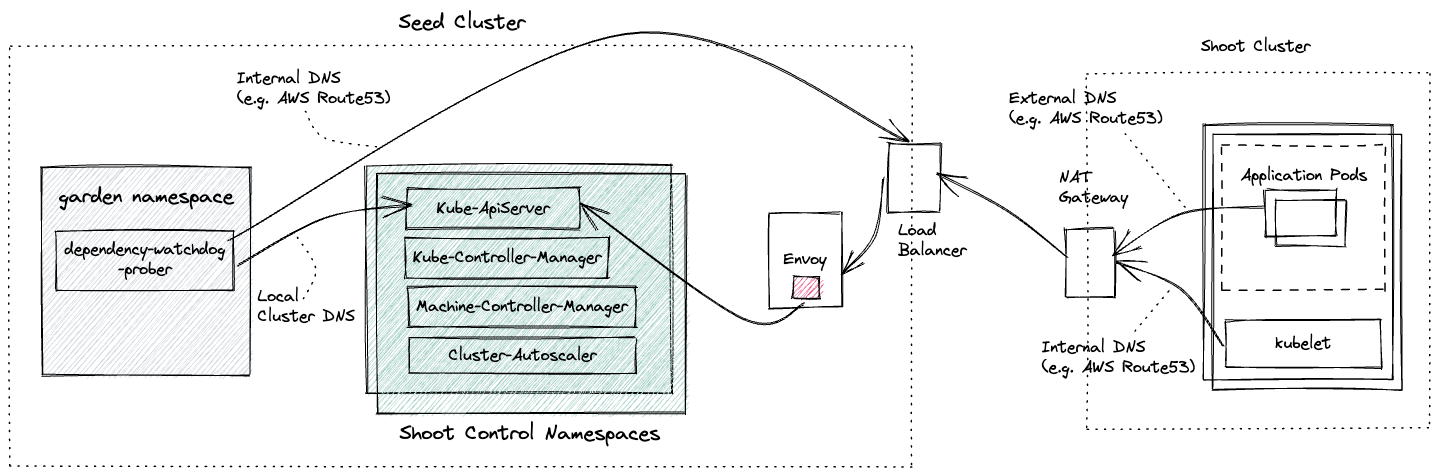 Seed Cluster
Internal DNS
(e.g. AWS Route53)
garden namespace
dependency-watchdog
-prober
Local
Cluster DNS
Kube-ApiServer
Kube-Controller-Manager
Machine-Controller-Manager
Cluster-Autoscaler
Shoot Control Namespaces
Envoy
Load
Balancer
Shoot Cluster
External DNS
(e.g. AWS Route53)
NAT
Gateway
Application Pods
Internal DNS
(e.g. AWS Route53)
kubelet